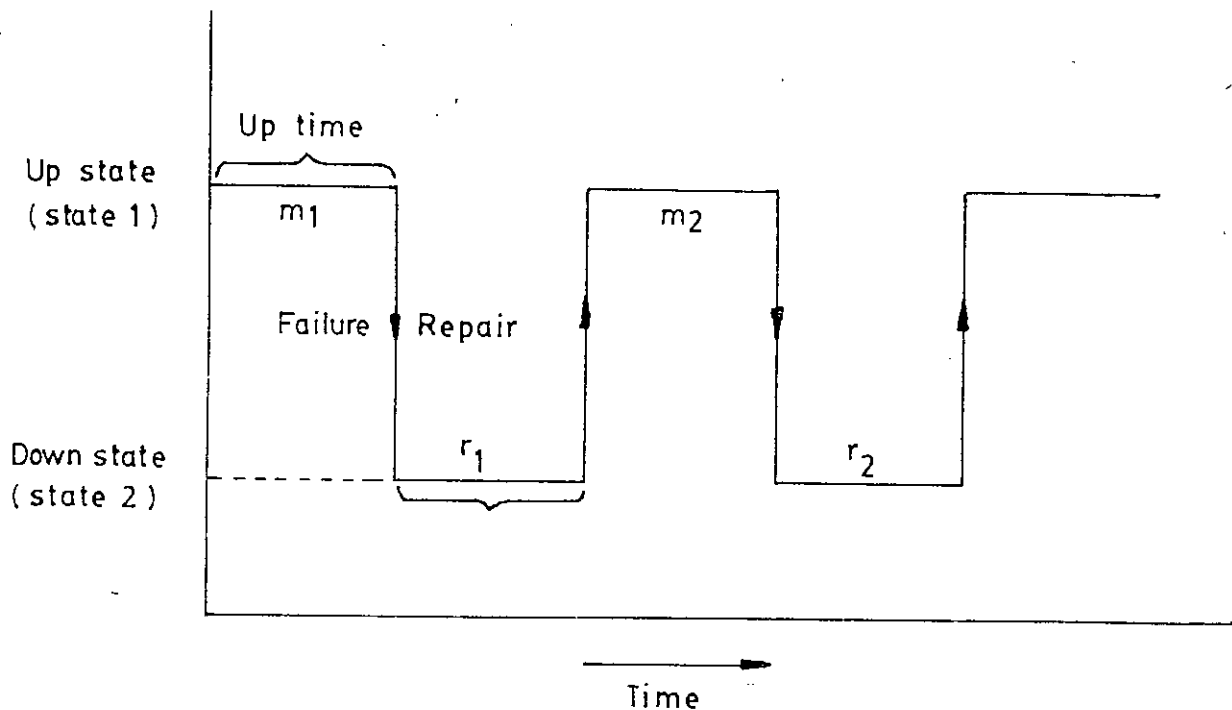 Up time
Up state
(state 1)
m1
m2
Failure
Repair
Down state
(state 2)
r1
r2
Time